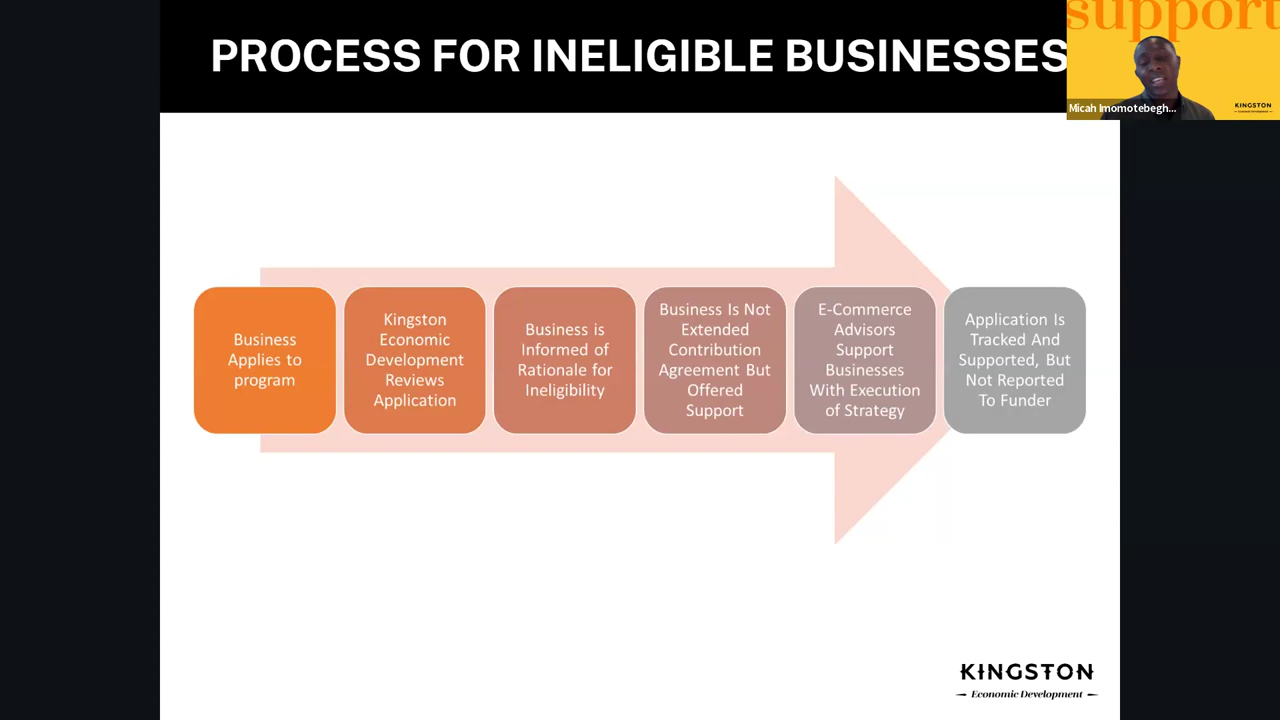 PROCESS FOR INELIGIBLE BUSINESSES
support
KINGSTON
Micah Imomotebegh...
Business
Applies to
program
Kingston
Economic
Development
Reviews
Application
Business is
Informed of
Rationale for
Ineligibility
Business Is Not
Extended
Contribution
Agreement But
Offered
Support
E-Commerce
Advisors
Support
Businesses
With Execution
of Strategy
Application Is
Tracked And
Supported, But
Not Reported
To Funder
KINGSTON
Economic Development